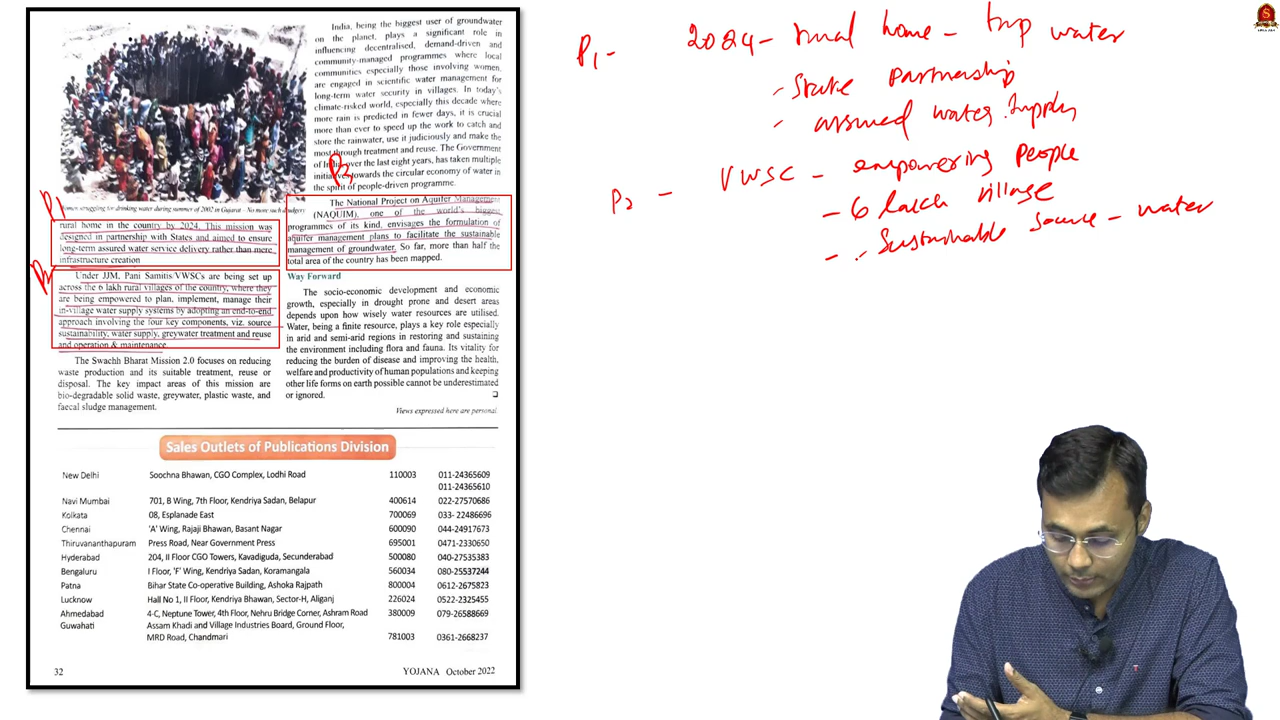 India, being the biggest user of groundwater
on the planet, plays a significant role in
influencing decentralised, demand-driven and
community-managed programmes where local
communities especially those involving women,
are engaged in scientific water management for
long-term water security in villages. In today's
climate-risked world, especially this decade where
more rain is predicted in fewer days, it is crucial
more than ever to speed up the work to catch and
store the rainwater, use it judiciously and make the
most through treatment and reuse. The Government
of India over the last eight years, has taken multiple
initiatives towards the circular economy of water in
the spirit of people-driven programme.
P3
The National Project on Aquifer Management
(NAQUIM), one of the world's biggest
programmes of its kind, envisages the formulation of
aquifer management plans to facilitate the sustainable
management of groundwater. So far, more than half the
total area of the country has been mapped.
Women struggling for drinking water during summer of 2002 in Gujarat - No more such drudgery
P1
rural home in the country by 2024. This mission was
designed in partnership with States and aimed to ensure
long-term assured water service delivery rather than mere
infrastructure creation
P2
Under JJM, Pani Samitis/VWSCs are being set up
across the 6 lakh rural villages of the country, where they
are being empowered to plan, implement, manage their
in-village water supply systems by adopting an end-to-end
approach involving the four key components, viz. source
sustainability, water supply, greywater treatment and reuse
and operation & maintenance.
The Swachh Bharat Mission 2.0 focuses on reducing
waste production and its suitable treatment, reuse or
disposal. The key impact areas of this mission are
bio-degradable solid waste, greywater, plastic waste, and
faecal sludge management.
Way Forward
The socio-economic development and economic
growth, especially in drought prone and desert areas
depends upon how wisely water resources are utilised.
Water, being a finite resource, plays a key role especially
in arid and semi-arid regions in restoring and sustaining
the environment including flora and fauna. Its vitality for
reducing the burden of disease and improving the health,
welfare and productivity of human populations and keeping
other life forms on earth possible cannot be underestimated
or ignored.
Views expressed here are personal
Sales Outlets of Publications Division
New Delhi Soochna Bhawan, CGO Complex, Lodhi Road 110003 011-24365609
011-24365610
Navi Mumbai 701, B Wing, 7th Floor, Kendriya Sadan, Belapur 400614 022-27570686
Kolkata 08, Esplanade East 700069 033- 22486696
Chennai 'A' Wing, Rajaji Bhawan, Basant Nagar 600090 044-24917673
Thiruvananthapuram Press Road, Near Government Press 695001 0471-2330650
Hyderabad 204, II Floor CGO Towers, Kavadiguda, Secunderabad 500080 040-27535383
Bengaluru I Floor, 'F' Wing, Kendriya Sadan, Koramangala 560034 080-25537244
Patna Bihar State Co-operative Building, Ashoka Rajpath 800004 0612-2675823
Lucknow Hall No 1, II Floor, Kendriya Bhawan, Sector-H, Aliganj 226024 0522-2325455
Ahmedabad 4-C, Neptune Tower, 4th Floor, Nehru Bridge Corner, Ashram Road 380009 079-26588669
Guwahati Assam Khadi and Village Industries Board, Ground Floor,
MRD Road, Chandmari 781003 0361-2668237
32 YOJANA October 2022
P1 - 2024 - rural home - tap water
- State Partnership
- assured water supply
P2 - VWSC - empowering people
- 6 lakh village
- Sustainable source - water